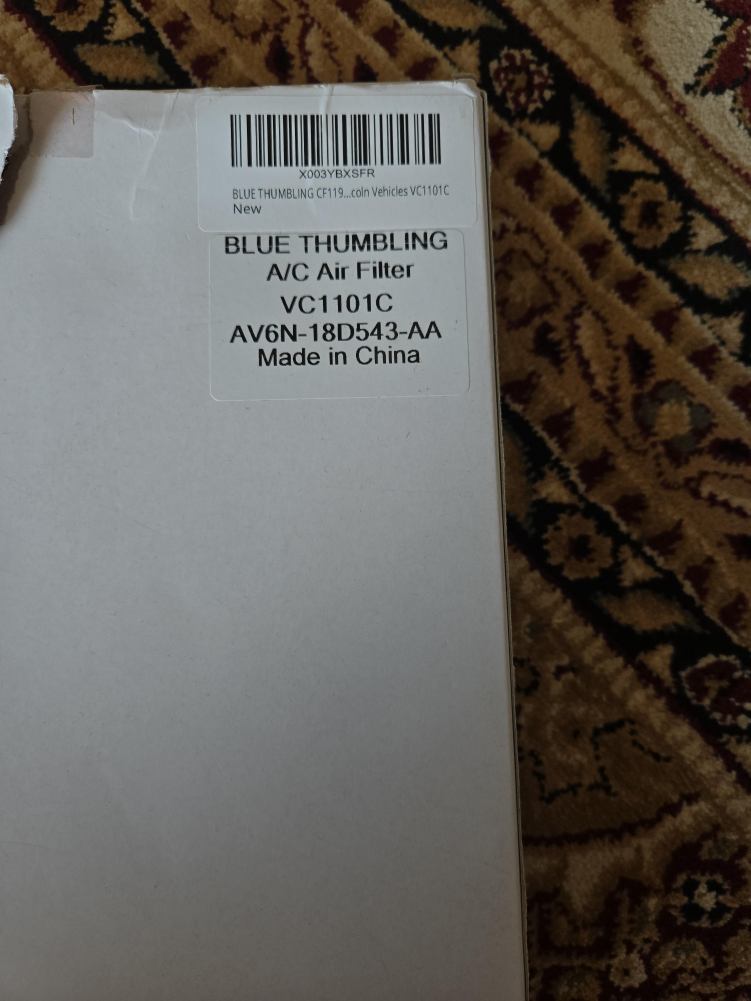 X003YBXSFR
BLUE THUMBLING CF119...coln Vehicles VC1101C
New
BLUE THUMBLING
A/C Air Filter
VC1101C
AV6N-18D543-AA
Made in China